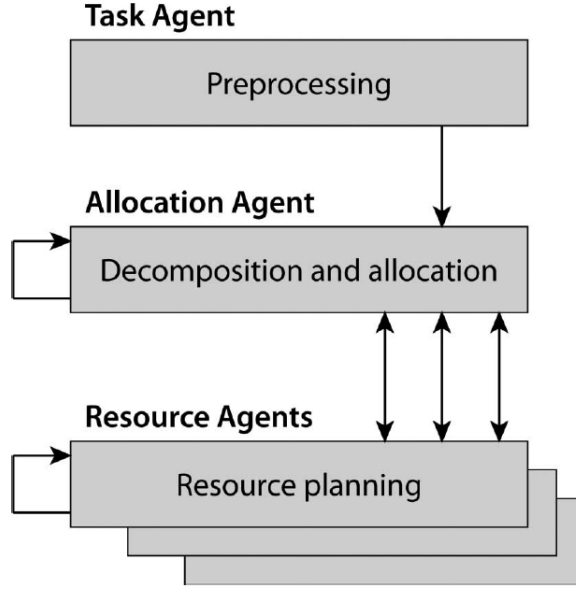 Task Agent
Preprocessing
Allocation Agent
Decomposition and allocation
Resource Agents
Resource planning